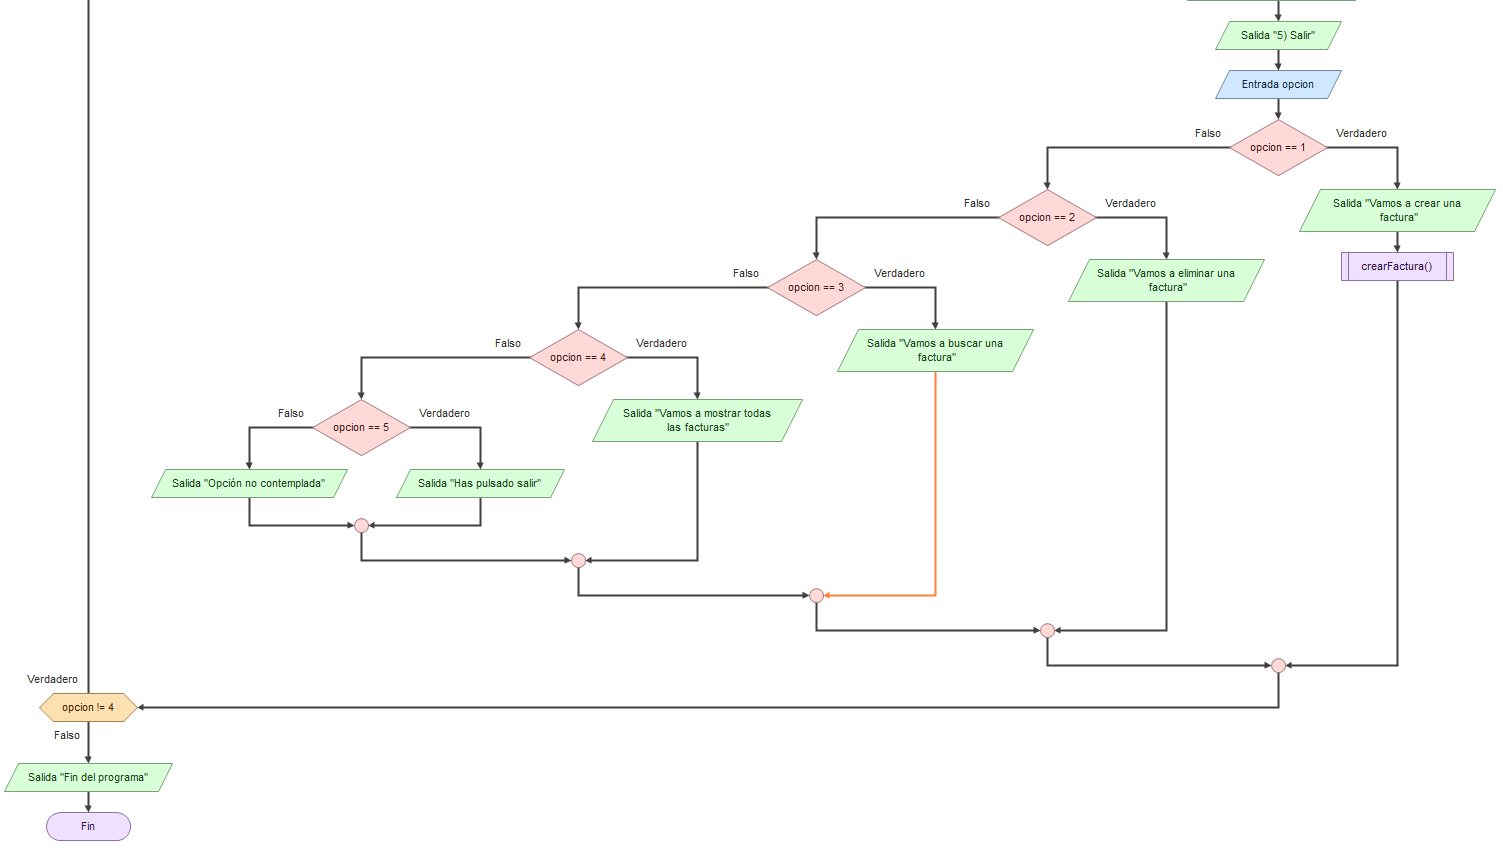 Salida "5) Salir"
Entrada opcion
Falso
Verdadero
opcion == 1
Falso
Verdadero
Salida "Vamos a crear una
factura"
opcion == 2
crearFactura()
Falso
Verdadero
Salida "Vamos a eliminar una
factura"
opcion == 3
Falso
Verdadero
Salida "Vamos a buscar una
factura"
opcion == 4
Falso
Verdadero
Salida "Vamos a mostrar todas
las facturas"
opcion == 5
Salida "Opción no contemplada"
Salida "Has pulsado salir"
Verdadero
opcion != 4
Falso
Salida "Fin del programa"
Fin